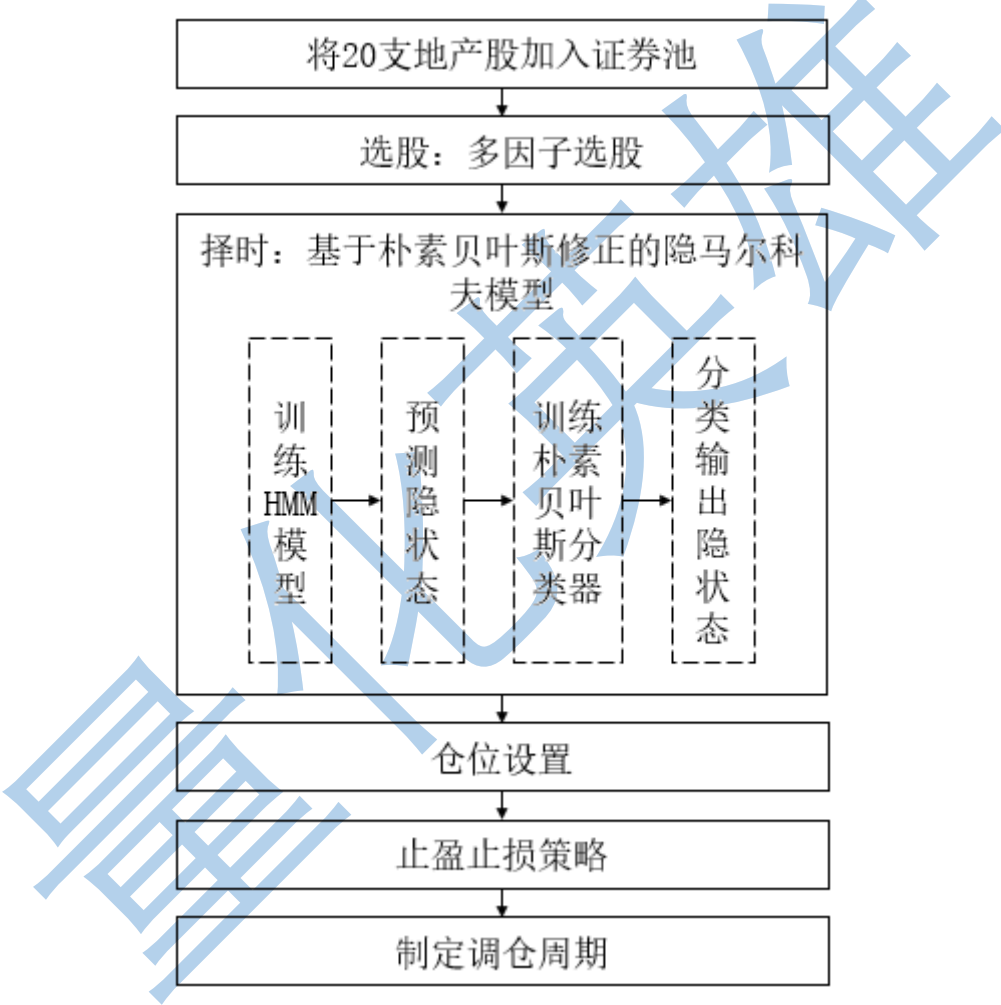 将20支地产股加入证券池
选股：多因子选股
择时：基于朴素贝叶斯修正的隐马尔科
夫模型
训
练
HMM
模
型
预
测
隐
状
态
训练
朴素
贝叶
斯分
类器
分
类
输
出
隐
状
态
仓位设置
止盈止损策略
制定调仓周期
量化英雄